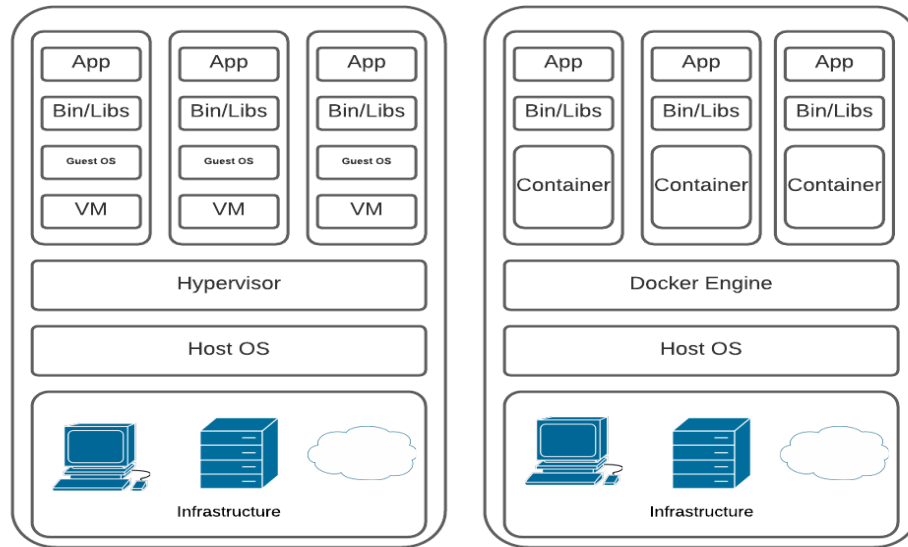 App
App
App
Bin/Libs
Bin/Libs
Bin/Libs
Guest OS
Guest OS
Guest OS
VM
VM
VM
Hypervisor
Host OS
Infrastructure
App
App
App
Bin/Libs
Bin/Libs
Bin/Libs
Container
Container
Container
Docker Engine
Host OS
Infrastructure